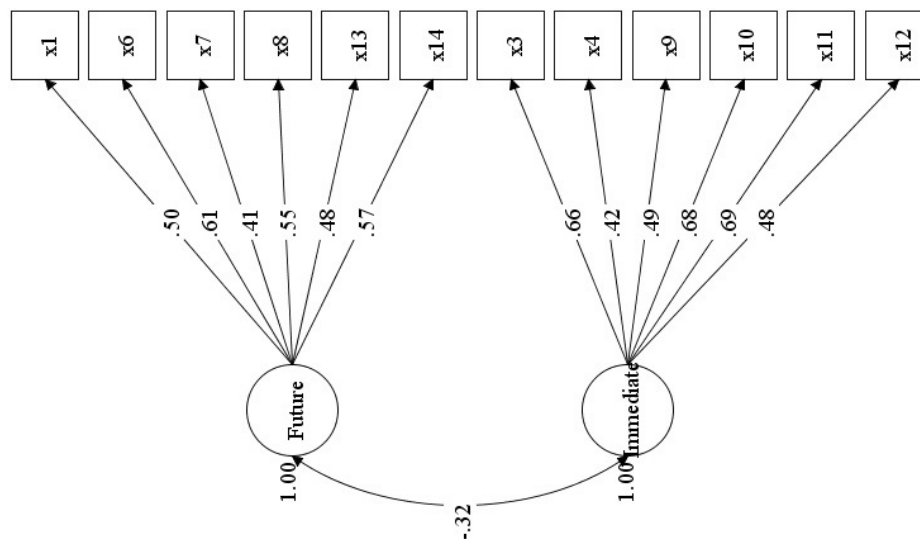 x1
x6
x7
x8
x13
x14
x3
x4
x9
x10
x11
x12
.50
.61
.41
.55
.48
.57
.66
.42
.49
.68
.69
.48
Future
Immediate
1.00
1.00
-.32